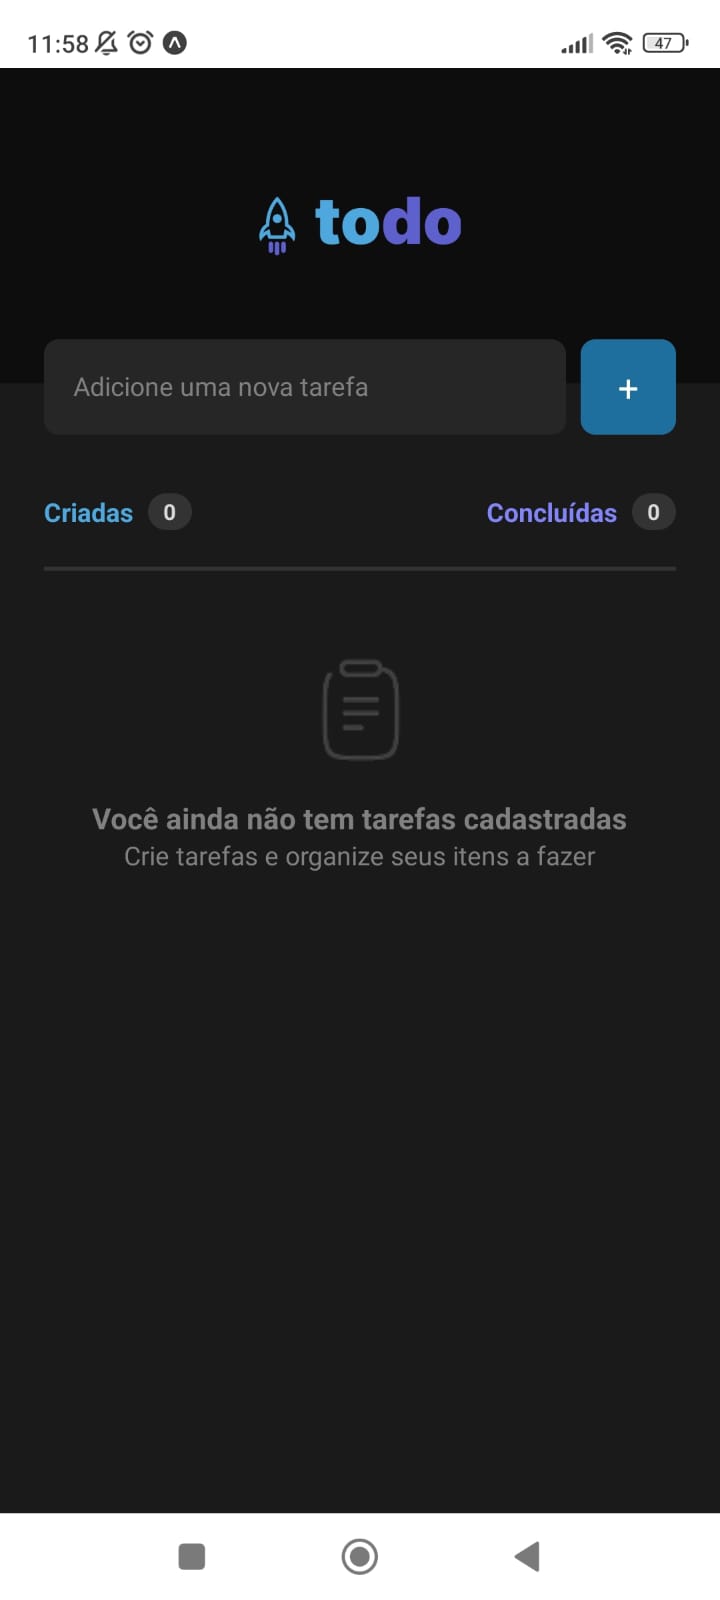 11:58
47
todo
Adicione uma nova tarefa
+
Criadas 0
Concluídas 0
Você ainda não tem tarefas cadastradas
Crie tarefas e organize seus itens a fazer